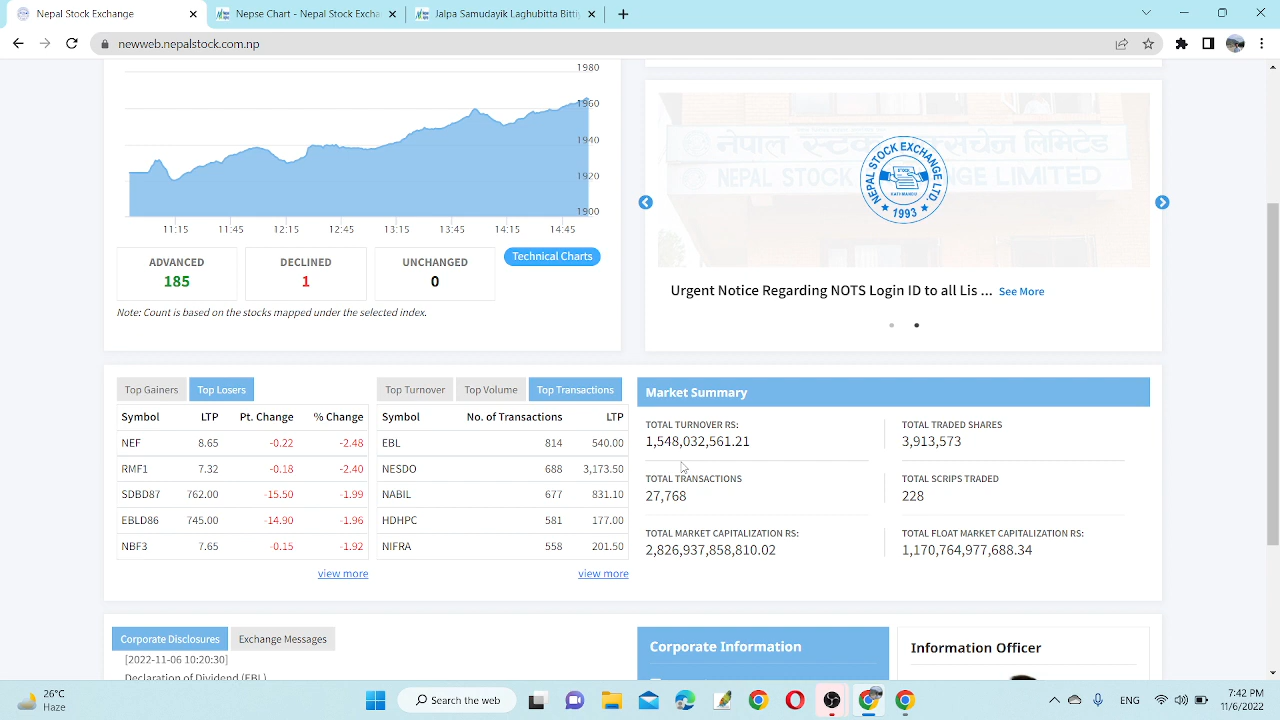 Nepal Stock Exchange
Nepse Chart - Nepal Stock Excha
Jalpa Samudayik Laghubitta Bitti
newweb.nepalstock.com.np
1980
1960
1940
1920
1900
11:15 11:45 12:15 12:45 13:15 13:45 14:15 14:45
ADVANCED
185
DECLINED
1
UNCHANGED
0
Technical Charts
Note: Count is based on the stocks mapped under the selected index.
नेपाल स्टक एक्सचेन्ज लिमिटेड
NEPAL STOCK EXCHANGE LIMITED
NEPAL STOCK EXCHANGE LTD.
STOCK
KATHMANDU
1993
Urgent Notice Regarding NOTS Login ID to all Lis ... See More
Top Gainers Top Losers
Symbol LTP Pt. Change % Change
NEF 8.65 -0.22 -2.48
RMF1 7.32 -0.18 -2.40
SDBD87 762.00 -15.50 -1.99
EBLD86 745.00 -14.90 -1.96
NBF3 7.65 -0.15 -1.92
view more
Top Turnover Top Volume Top Transactions
Symbol No. of Transactions LTP
EBL 814 540.00
NESDO 688 3,173.50
NABIL 677 831.10
HDHPC 581 177.00
NIFRA 558 201.50
view more
Market Summary
TOTAL TURNOVER RS:
1,548,032,561.21
TOTAL TRADED SHARES
3,913,573
TOTAL TRANSACTIONS
27,768
TOTAL SCRIPS TRADED
228
TOTAL MARKET CAPITALIZATION RS:
2,826,937,858,810.02
TOTAL FLOAT MARKET CAPITALIZATION RS:
1,170,764,977,688.34
Corporate Disclosures Exchange Messages
[2022-11-06 10:20:30]
Declaration of Dividend (EBL)
Corporate Information
Information Officer
26°C
Haze
Search the web
ENG
7:42 PM
11/6/2022